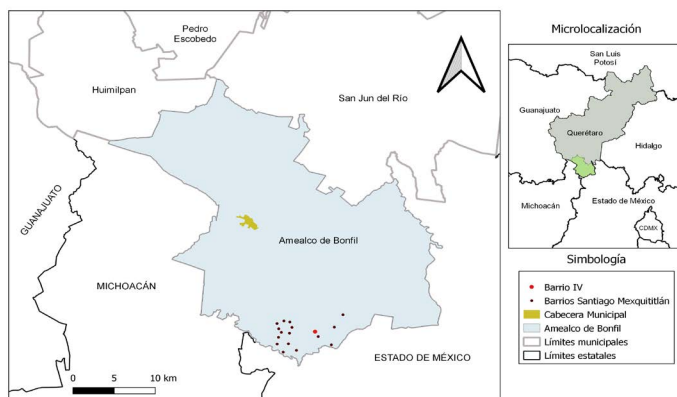 Pedro
Escobedo
Huimilpan
San Jun del Río
GUANAJUATO
Amealco de Bonfil
MICHOACÁN
ESTADO DE MÉXICO
0 5 10 km
Microlocalización
San Luis
Potosí
Guanajuato
Querétaro
Hidalgo
Michoacán
Estado de México
CDMX
Simbología
Barrio IV
Barrios Santiago Mexquititlán
Cabecera Municipal
Amealco de Bonfil
Límites municipales
Límites estatales